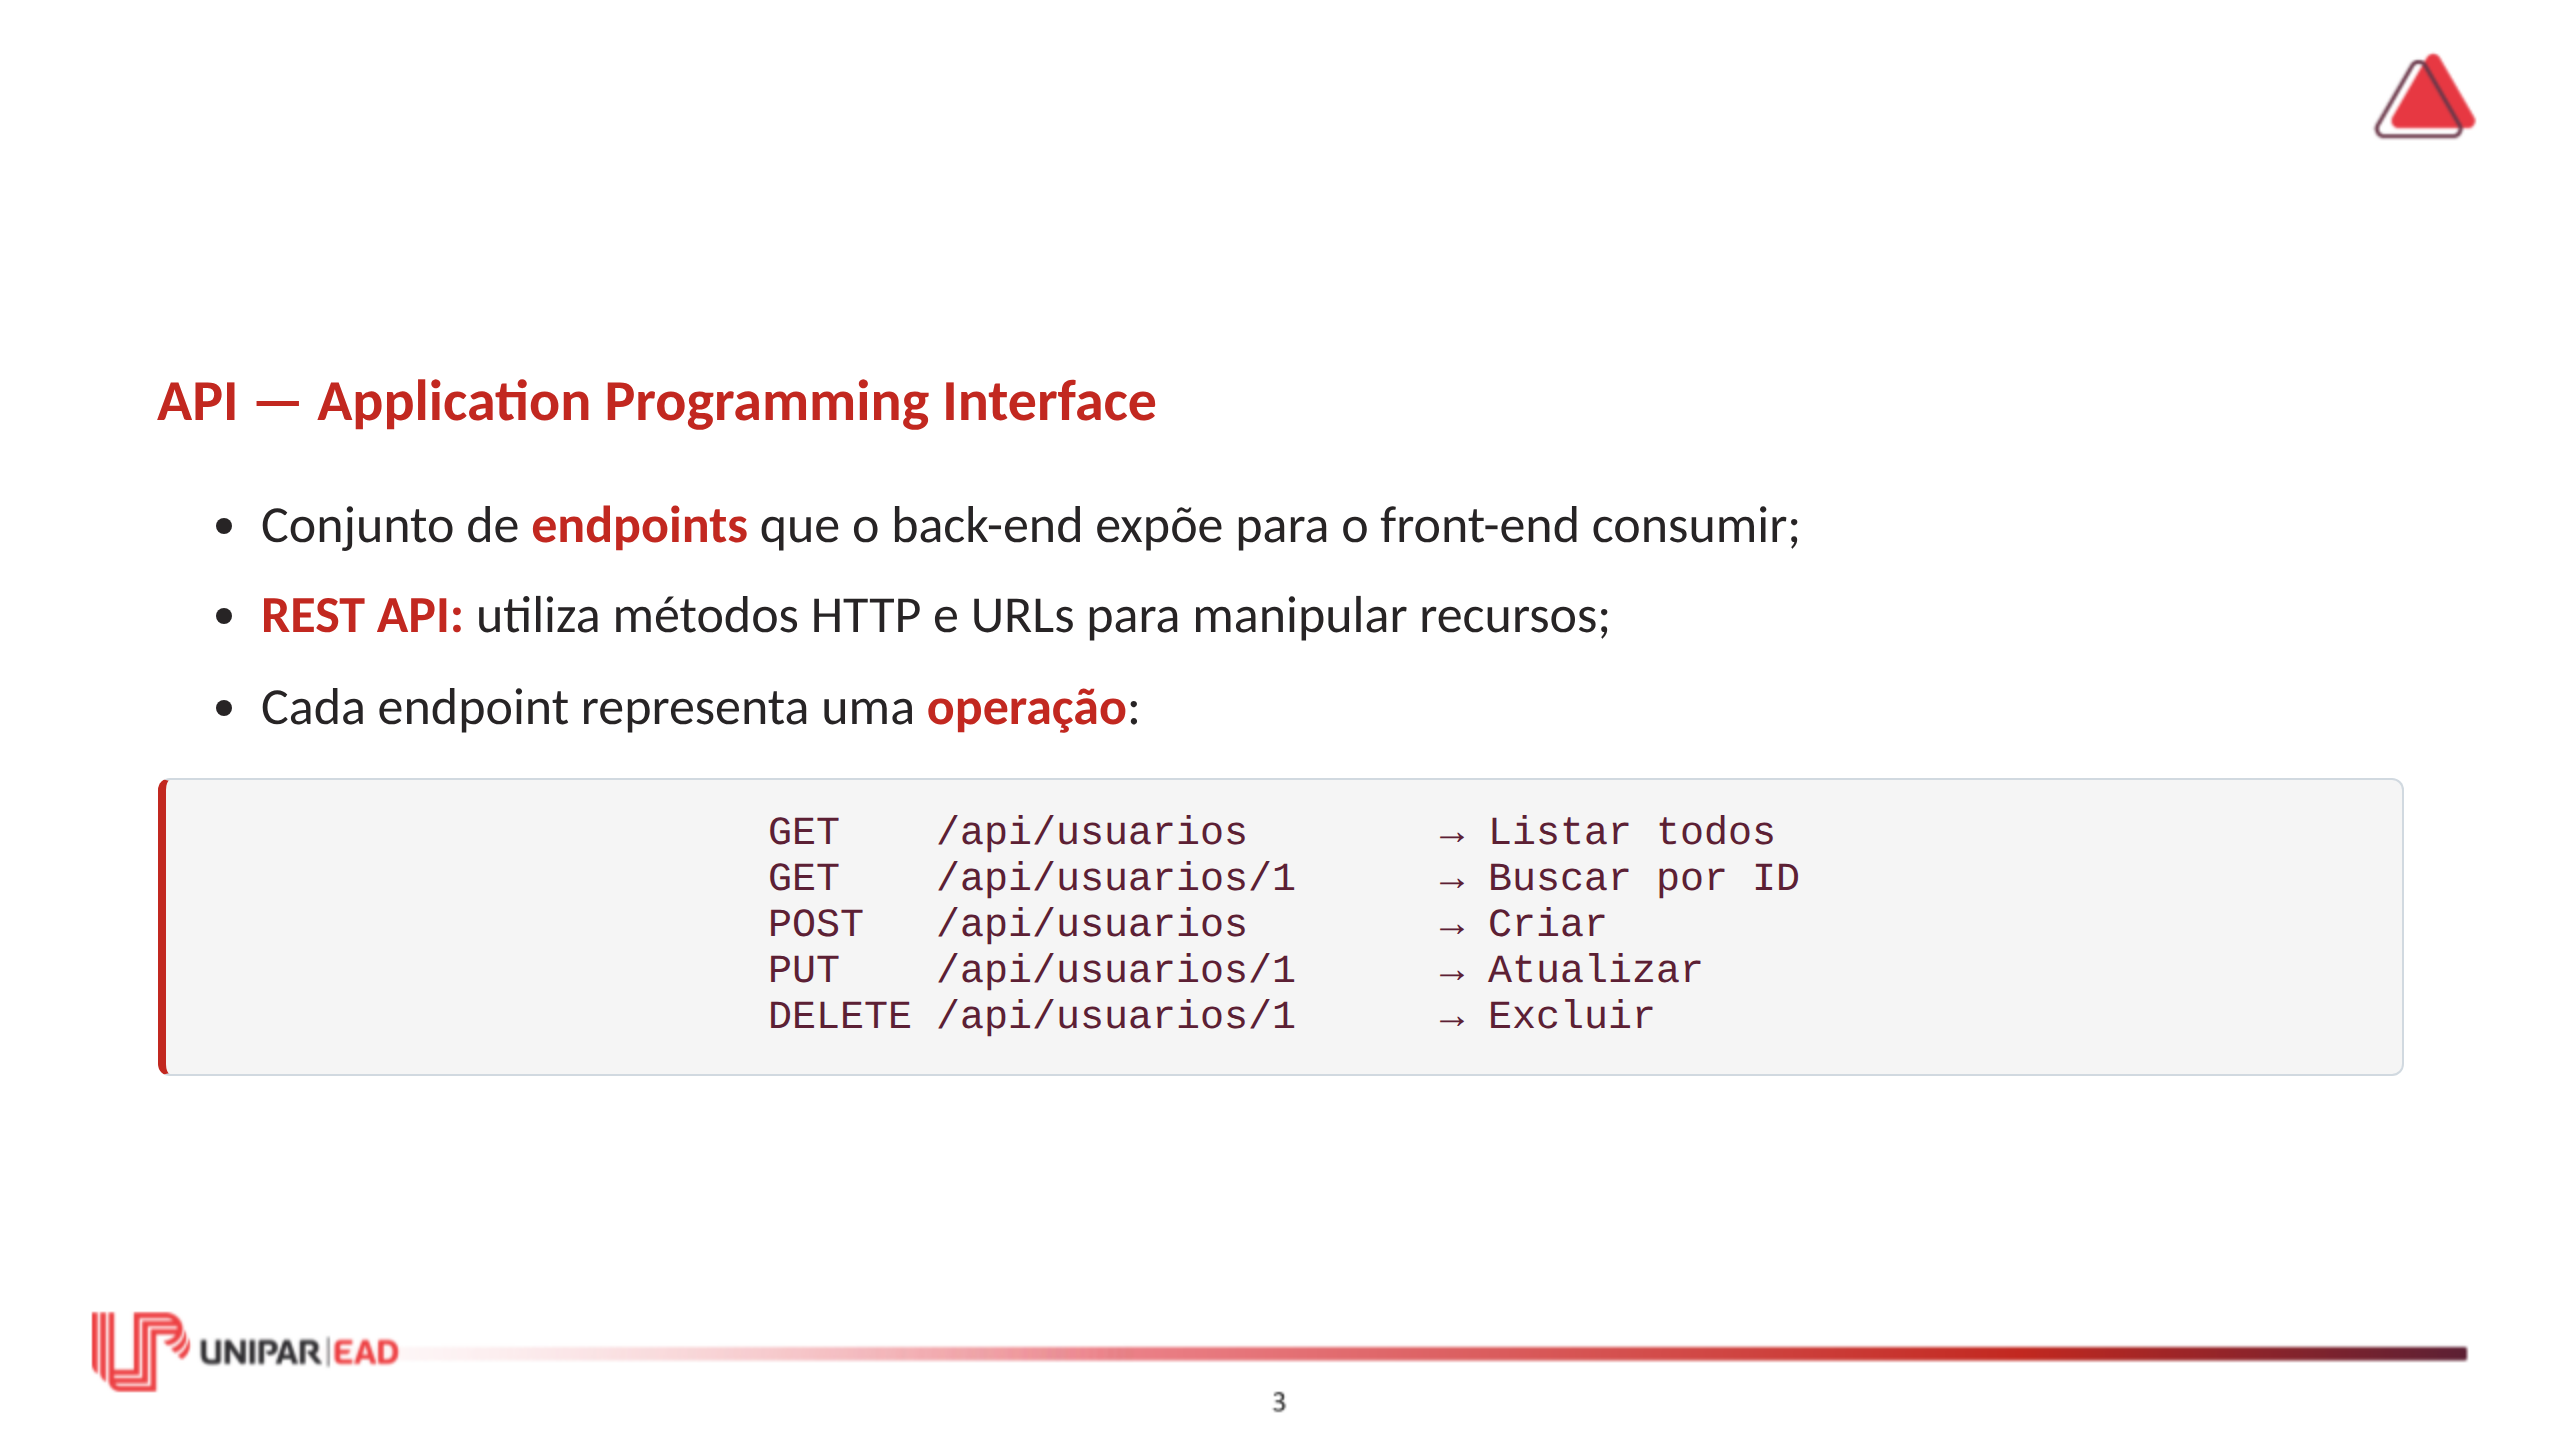 API — Application Programming Interface
• Conjunto de endpoints que o back-end expõe para o front-end consumir;
• REST API: utiliza métodos HTTP e URLs para manipular recursos;
• Cada endpoint representa uma operação:
GET    /api/usuarios        → Listar todos
GET    /api/usuarios/1      → Buscar por ID
POST   /api/usuarios        → Criar
PUT    /api/usuarios/1      → Atualizar
DELETE /api/usuarios/1      → Excluir
UNIPAR|EAD
3